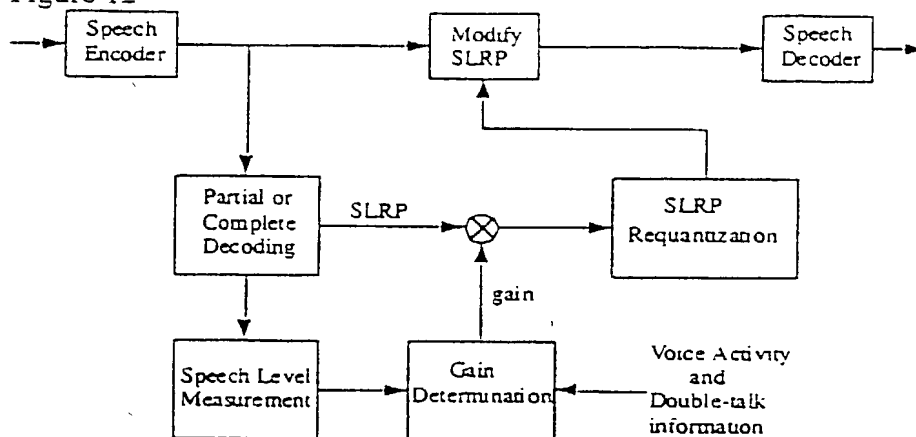 Speech
Encoder
Modify
SLRP
Speech
Decoder
Partial or
Complete
Decoding
SLRP
SLRP
Requantization
gain
Speech Level
Measurement
Gain
Determination
Voice Activity
and
Double-talk
information